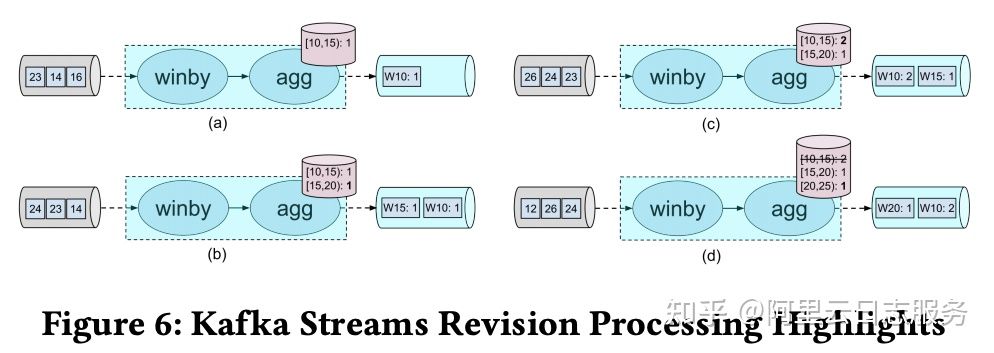 [10,15): 1
23 14 16
winby
agg
W10: 1
(a)
[10,15): 2
[15,20): 1
26 24 23
winby
agg
W10: 2 W15: 1
(c)
[10,15): 1
[15,20): 1
24 23 14
winby
agg
W15: 1 W10: 1
(b)
[10,15): 2
[15,20): 1
[20,25): 1
12 26 24
winby
agg
W20: 1 W10: 2
(d)
Figure 6: Kafka Streams Revision Processing Highlights
知乎 @阿里云日志服务